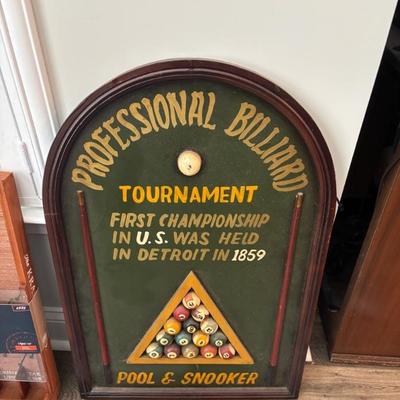 PROFESSIONAL BILLIARD
TOURNAMENT
FIRST CHAMPIONSHIP
IN U.S. WAS HELD
IN DETROIT IN 1859
POOL & SNOOKER